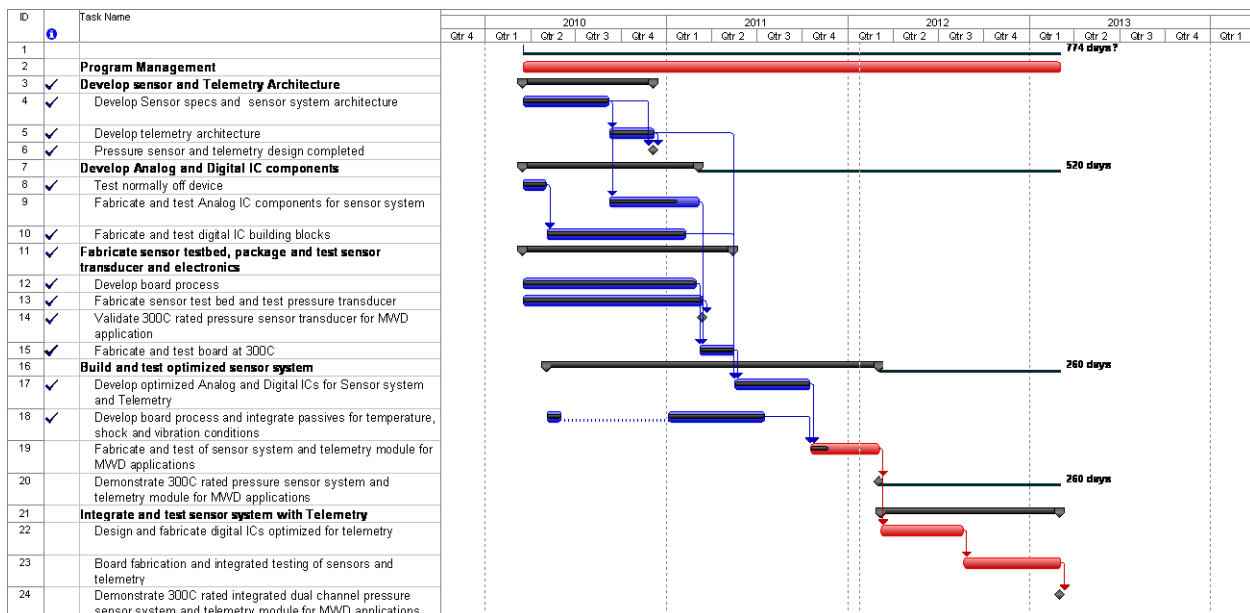 ID Task Name 2010 2011 2012 2013
Qtr 4 Qtr 1 Qtr 2 Qtr 3 Qtr 4 Qtr 1 Qtr 2 Qtr 3 Qtr 4 Qtr 1 Qtr 2 Qtr 3 Qtr 4 Qtr 1 Qtr 2 Qtr 3 Qtr 4
1 774 days?
2 Program Management
3 Develop sensor and Telemetry Architecture
4 Develop Sensor specs and sensor system architecture
5 Develop telemetry architecture
6 Pressure sensor and telemetry design completed
7 Develop Analog and Digital IC components 520 days
8 Test normally off device
9 Fabricate and test Analog IC components for sensor system
10 Fabricate and test digital IC building blocks
11 Fabricate sensor testbed, package and test sensor
transducer and electronics
12 Develop board process
13 Fabricate sensor test bed and test pressure transducer
14 Validate 300C rated pressure sensor transducer for MWD
application
15 Fabricate and test board at 300C
16 Build and test optimized sensor system 260 days
17 Develop optimized Analog and Digital ICs for Sensor system
and Telemetry
18 Develop board process and integrate passives for temperature,
shock and vibration conditions
19 Fabricate and test of sensor system and telemetry module for
MWD applications
20 Demonstrate 300C rated pressure sensor system and 260 days
telemetry module for MWD applications
21 Integrate and test sensor system with Telemetry
22 Design and fabricate digital ICs optimized for telemetry
23 Board fabrication and integrated testing of sensors and
telemetry
24 Demonstrate 300C rated integrated dual channel pressure
sensor system and telemetry module for MWD applications